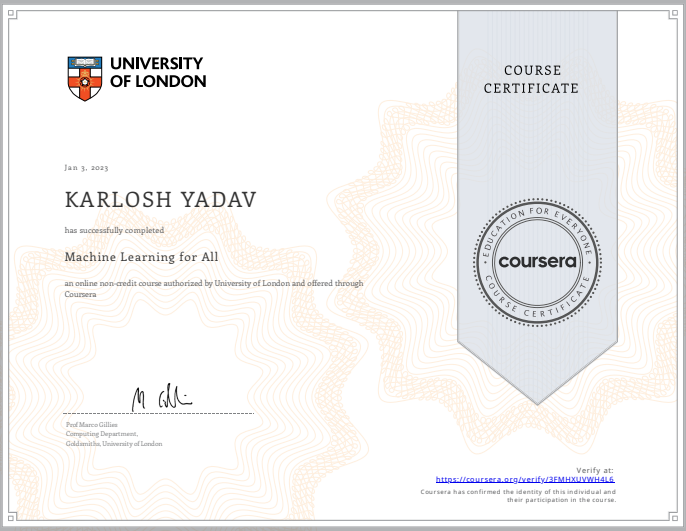 UNIVERSITY
OF LONDON
COURSE
CERTIFICATE
Jan 3, 2023
KARLOSH YADAV
has successfully completed
Machine Learning for All
an online non-credit course authorized by University of London and offered through
Coursera
EDUCATION FOR EVERYONE
coursera
COURSE CERTIFICATE
Prof Marco Gillies
Computing Department,
Goldsmiths, University of London
Verify at:
https://coursera.org/verify/3FMHXUVWH4L6
Coursera has confirmed the identity of this individual and
their participation in the course.